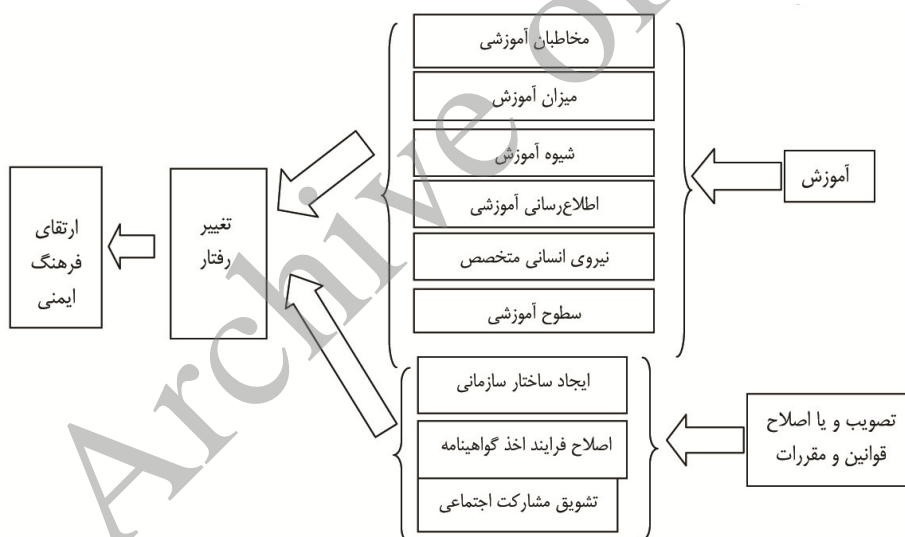 آموزش
مخاطبان آموزشی
میزان آموزش
شیوه آموزش
اطلاع‌رسانی آموزشی
نیروی انسانی متخصص
سطوح آموزشی
تصویب و یا اصلاح
قوانین و مقررات
ایجاد ساختار سازمانی
اصلاح فرایند اخذ گواهینامه
تشویق مشارکت اجتماعی
تغییر
رفتار
ارتقای
فرهنگ
ایمنی
Archive